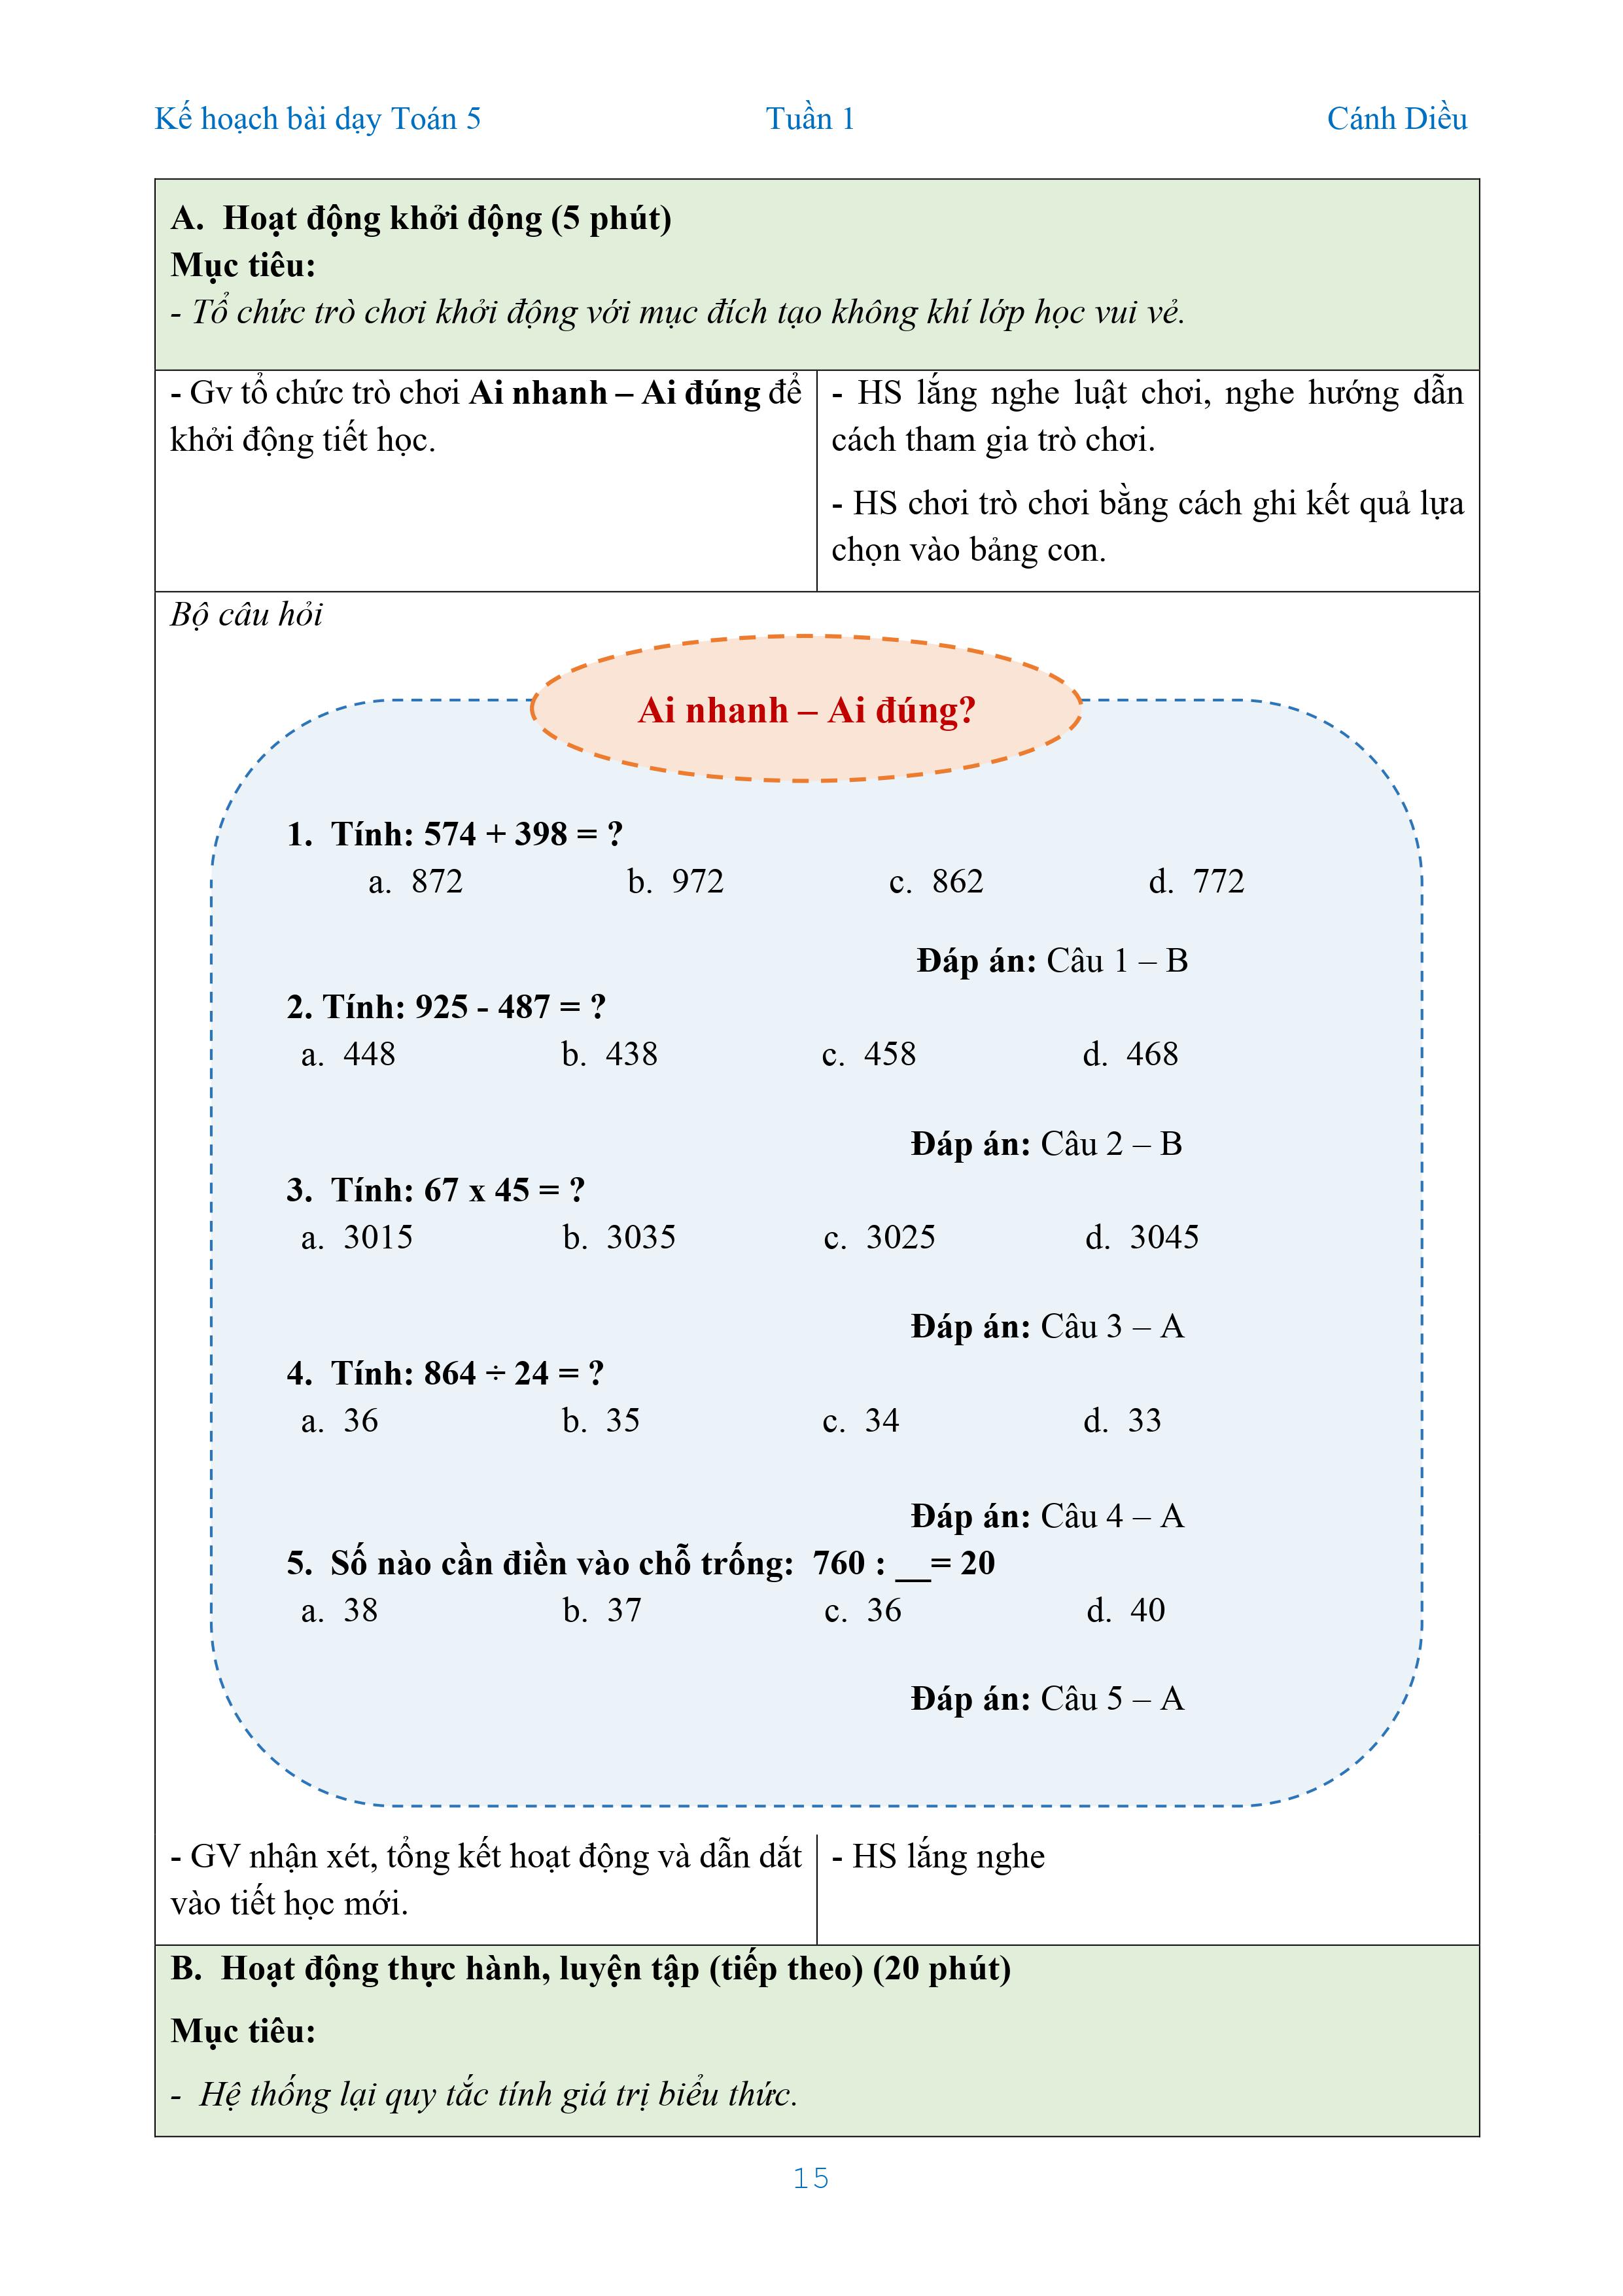 Kế hoạch bài dạy Toán 5 Tuần 1 Cánh Diều
A. Hoạt động khởi động (5 phút)
Mục tiêu:
- Tổ chức trò chơi khởi động với mục đích tạo không khí lớp học vui vẻ.
- Gv tổ chức trò chơi Ai nhanh – Ai đúng để
khởi động tiết học.
- HS lắng nghe luật chơi, nghe hướng dẫn
cách tham gia trò chơi.
- HS chơi trò chơi bằng cách ghi kết quả lựa
chọn vào bảng con.
Bộ câu hỏi
Ai nhanh – Ai đúng?
1. Tính: 574 + 398 = ?
a. 872 b. 972 c. 862 d. 772
Đáp án: Câu 1 – B
2. Tính: 925 - 487 = ?
a. 448 b. 438 c. 458 d. 468
Đáp án: Câu 2 – B
3. Tính: 67 x 45 = ?
a. 3015 b. 3035 c. 3025 d. 3045
Đáp án: Câu 3 – A
4. Tính: 864 ÷ 24 = ?
a. 36 b. 35 c. 34 d. 33
Đáp án: Câu 4 – A
5. Số nào cần điền vào chỗ trống: 760 : __= 20
a. 38 b. 37 c. 36 d. 40
Đáp án: Câu 5 – A
- GV nhận xét, tổng kết hoạt động và dẫn dắt
vào tiết học mới.
- HS lắng nghe
B. Hoạt động thực hành, luyện tập (tiếp theo) (20 phút)
Mục tiêu:
- Hệ thống lại quy tắc tính giá trị biểu thức.
15